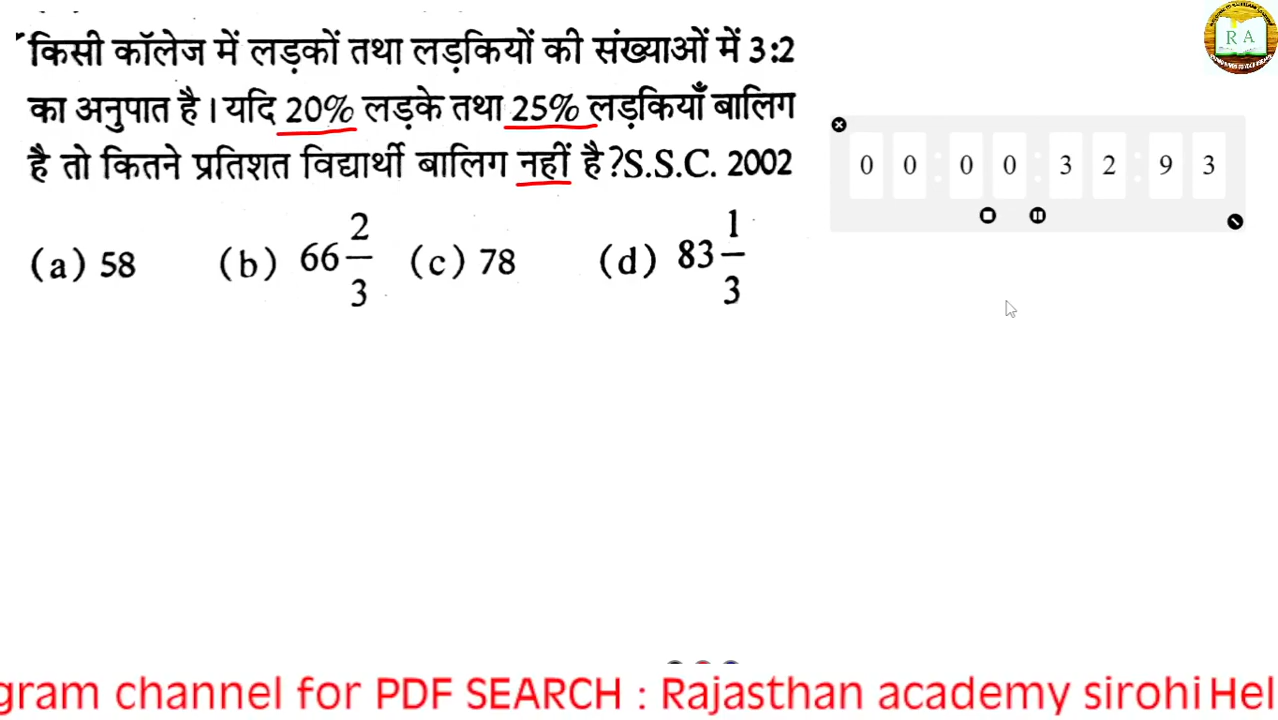 किसी कॉलेज में लड़कों तथा लड़कियों की संख्याओं में 3:2
का अनुपात है। यदि 20% लड़के तथा 25% लड़कियाँ बालिग
है तो कितने प्रतिशत विद्यार्थी बालिग नहीं है?S.S.C. 2002
(a) 58 (b) 66 2/3 (c) 78 (d) 83 1/3
0 0 : 0 0 : 3 2 : 9 3
R A
gram channel for PDF SEARCH : Rajasthan academy sirohi Hel